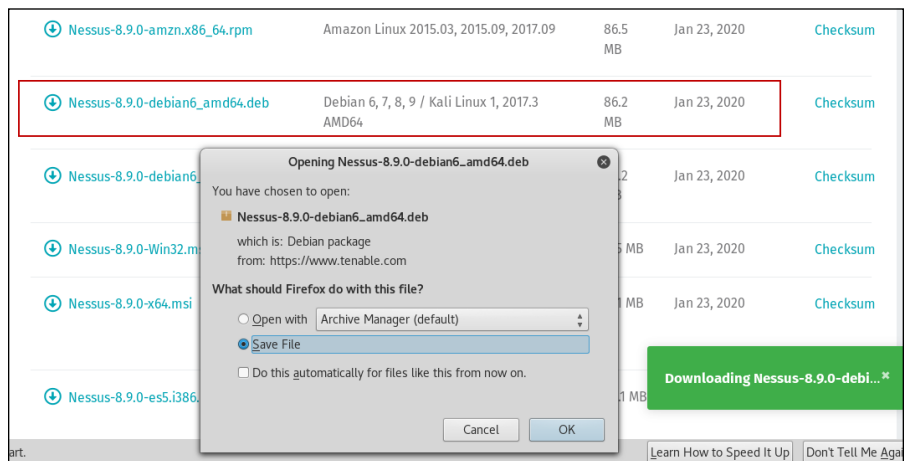 Nessus-8.9.0-amzn.x86_64.rpm Amazon Linux 2015.03, 2015.09, 2017.09 86.5 Jan 23, 2020 Checksum
MB
Nessus-8.9.0-debian6_amd64.deb Debian 6, 7, 8, 9 / Kali Linux 1, 2017.3 86.2 Jan 23, 2020 Checksum
AMD64 MB
Opening Nessus-8.9.0-debian6_amd64.deb
Nessus-8.9.0-debian6_ .2 Jan 23, 2020 Checksum
You have chosen to open:
Nessus-8.9.0-debian6_amd64.deb
which is: Debian package
Nessus-8.9.0-Win32.m 5 MB Jan 23, 2020 Checksum
from: https://www.tenable.com
What should Firefox do with this file?
Nessus-8.9.0-x64.msi 1 MB Jan 23, 2020 Checksum
Open with Archive Manager (default)
Save File
Do this automatically for files like this from now on.
Downloading Nessus-8.9.0-debi...
Nessus-8.9.0-es5.i386. .1 MB
Cancel OK
art. Learn How to Speed It Up Don't Tell Me Agai